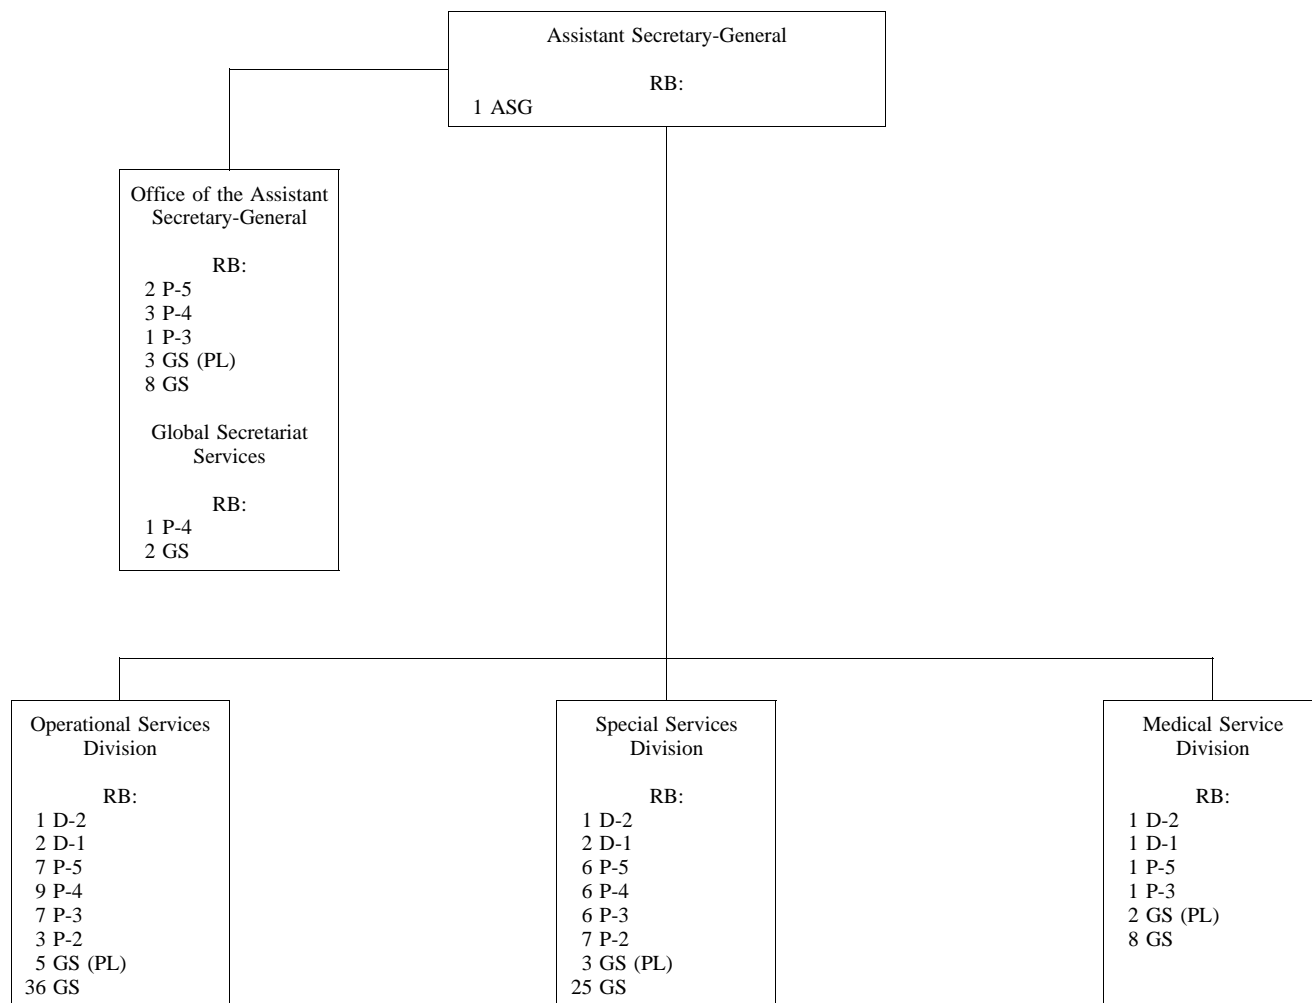 Assistant Secretary-General
RB:
1 ASG
Office of the Assistant
Secretary-General
RB:
2 P-5
3 P-4
1 P-3
3 GS (PL)
8 GS
Global Secretariat
Services
RB:
1 P-4
2 GS
Operational Services
Division
RB:
1 D-2
2 D-1
7 P-5
9 P-4
7 P-3
3 P-2
5 GS (PL)
36 GS
Special Services
Division
RB:
1 D-2
2 D-1
6 P-5
6 P-4
6 P-3
7 P-2
3 GS (PL)
25 GS
Medical Service
Division
RB:
1 D-2
1 D-1
1 P-5
1 P-3
2 GS (PL)
8 GS